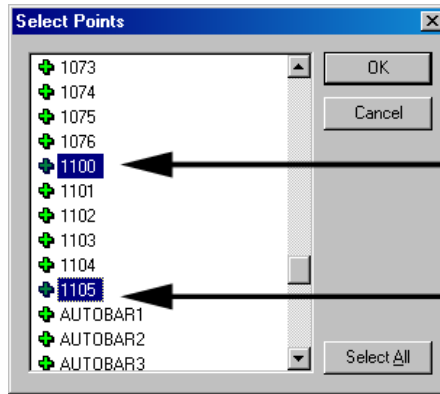 Select Points
1073
1074
1075
1076
1100
1101
1102
1103
1104
1105
AUTOBAR1
AUTOBAR2
AUTOBAR3
OK
Cancel
Select All